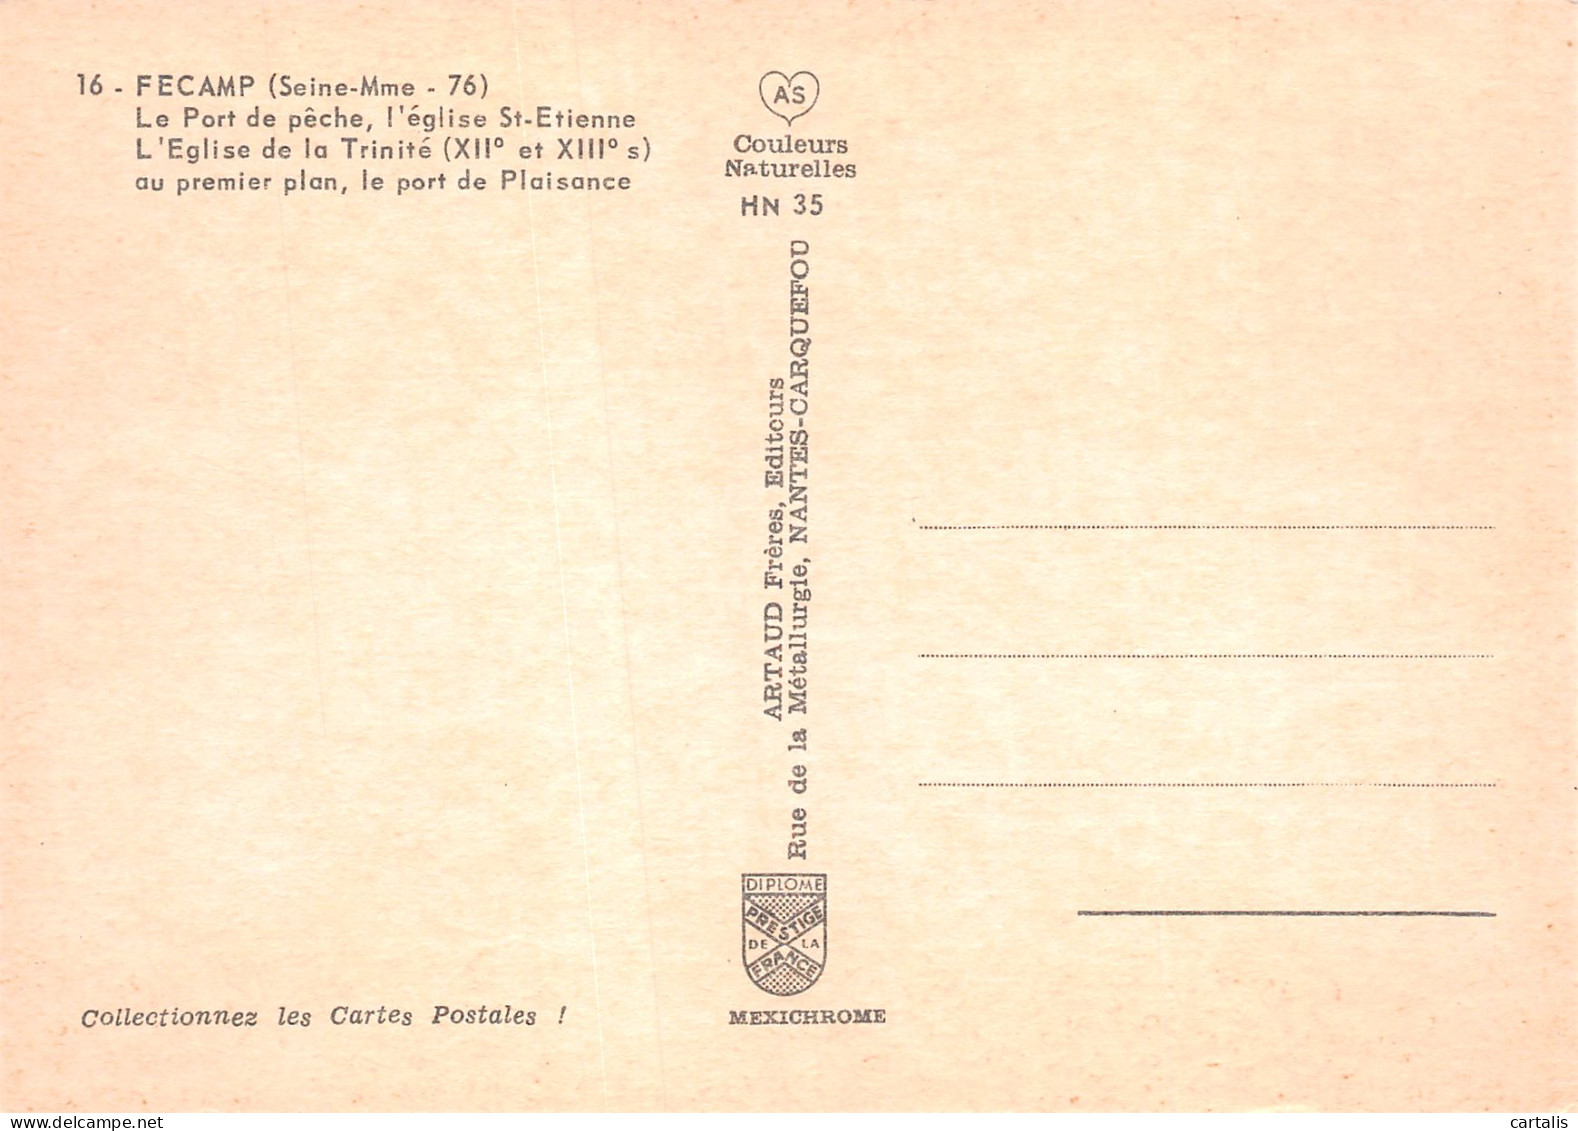 16 - FECAMP (Seine-Mme - 76)
Le Port de pêche, l'église St-Etienne
L'Eglise de la Trinité (XII° et XIII° s)
au premier plan, le port de Plaisance
AS
Couleurs
Naturelles
HN 35
ARTAUD Frères, Editeurs
Rue de la Métallurgie, NANTES-CARQUEFOU
DIPLOME
PRESTIGE
DE LA
FRANCE
MEXICHROME
Collectionnez les Cartes Postales !
delcampe.net
cartalis